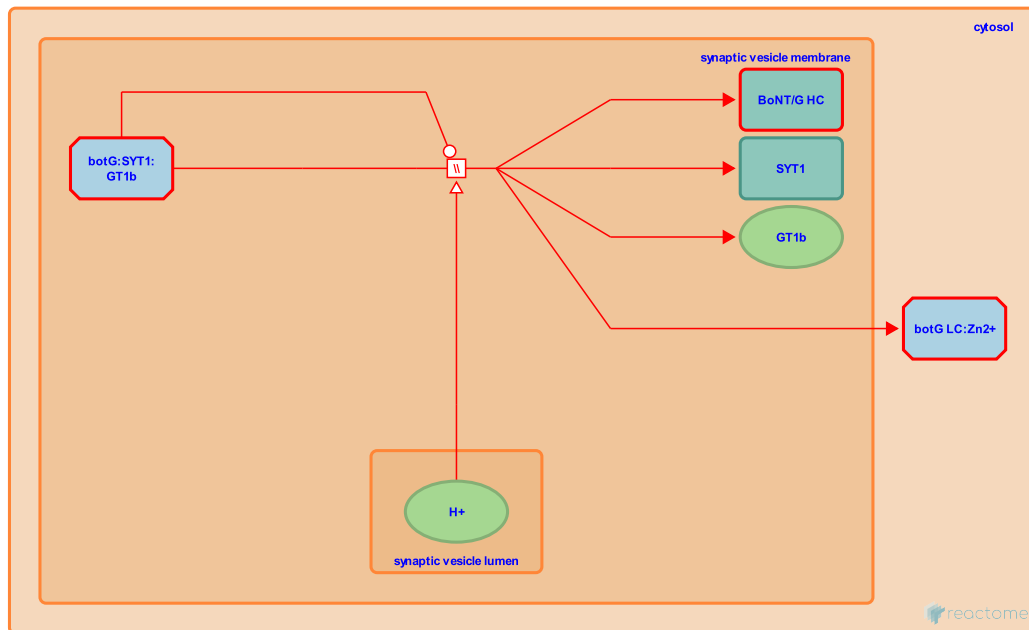 cytosol
synaptic vesicle membrane
BoNT/G HC
botG:SYT1:
GT1b
\\
SYT1
GT1b
botG LC:Zn2+
H+
synaptic vesicle lumen
reactome